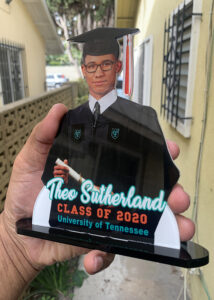 Theo Sutherland
CLASS OF 2020
University of Tennessee